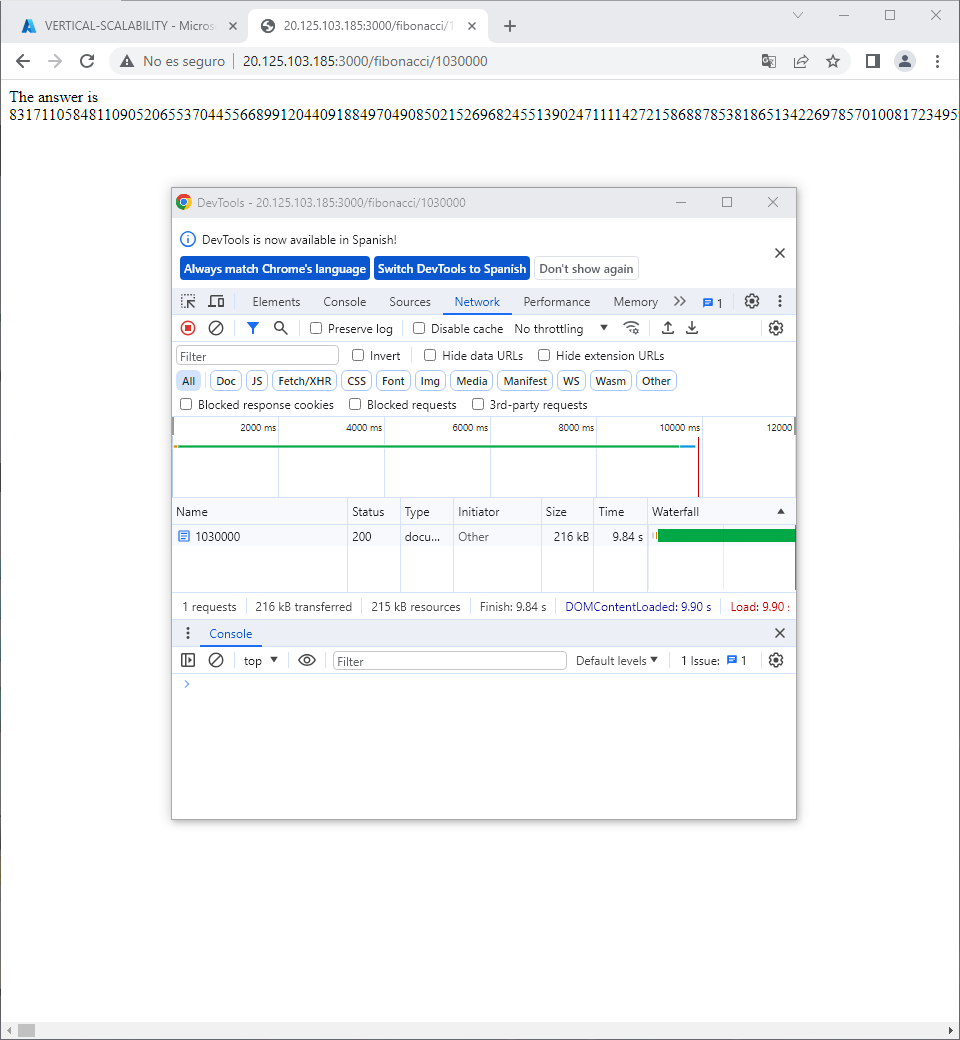 VERTICAL-SCALABILITY - Micros
20.125.103.185:3000/fibonacci/1
No es seguro 20.125.103.185:3000/fibonacci/1030000
The answer is
DevTools - 20.125.103.185:3000/fibonacci/1030000
DevTools is now available in Spanish!
Always match Chrome's language Switch DevTools to Spanish Don't show again
Elements Console Sources Network Performance Memory 1
Preserve log Disable cache No throttling
Filter Invert Hide data URLs Hide extension URLs
All Doc JS Fetch/XHR CSS Font Img Media Manifest WS Wasm Other
Blocked response cookies Blocked requests 3rd-party requests
2000 ms 4000 ms 6000 ms 8000 ms 10000 ms 12000
Name Status Type Initiator Size Time Waterfall
1030000 200 docu... Other 216 kB 9.84 s
1 requests 216 kB transferred 215 kB resources Finish: 9.84 s DOMContentLoaded: 9.90 s Load: 9.90 s
Console
top Filter Default levels 1 Issue: 1